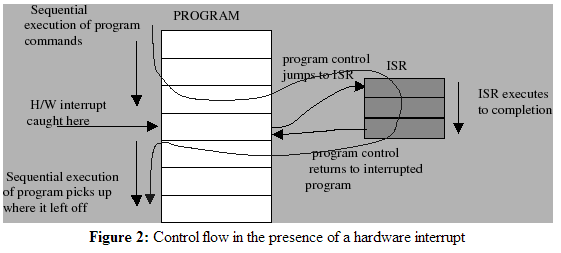 Sequential
execution of program
commands
PROGRAM
program control
jumps to ISR
ISR
ISR executes
to completion
H/W interrupt
caught here
program control
returns to interrupted
program
Sequential execution
of program picks up
where it left off
Figure 2: Control flow in the presence of a hardware interrupt